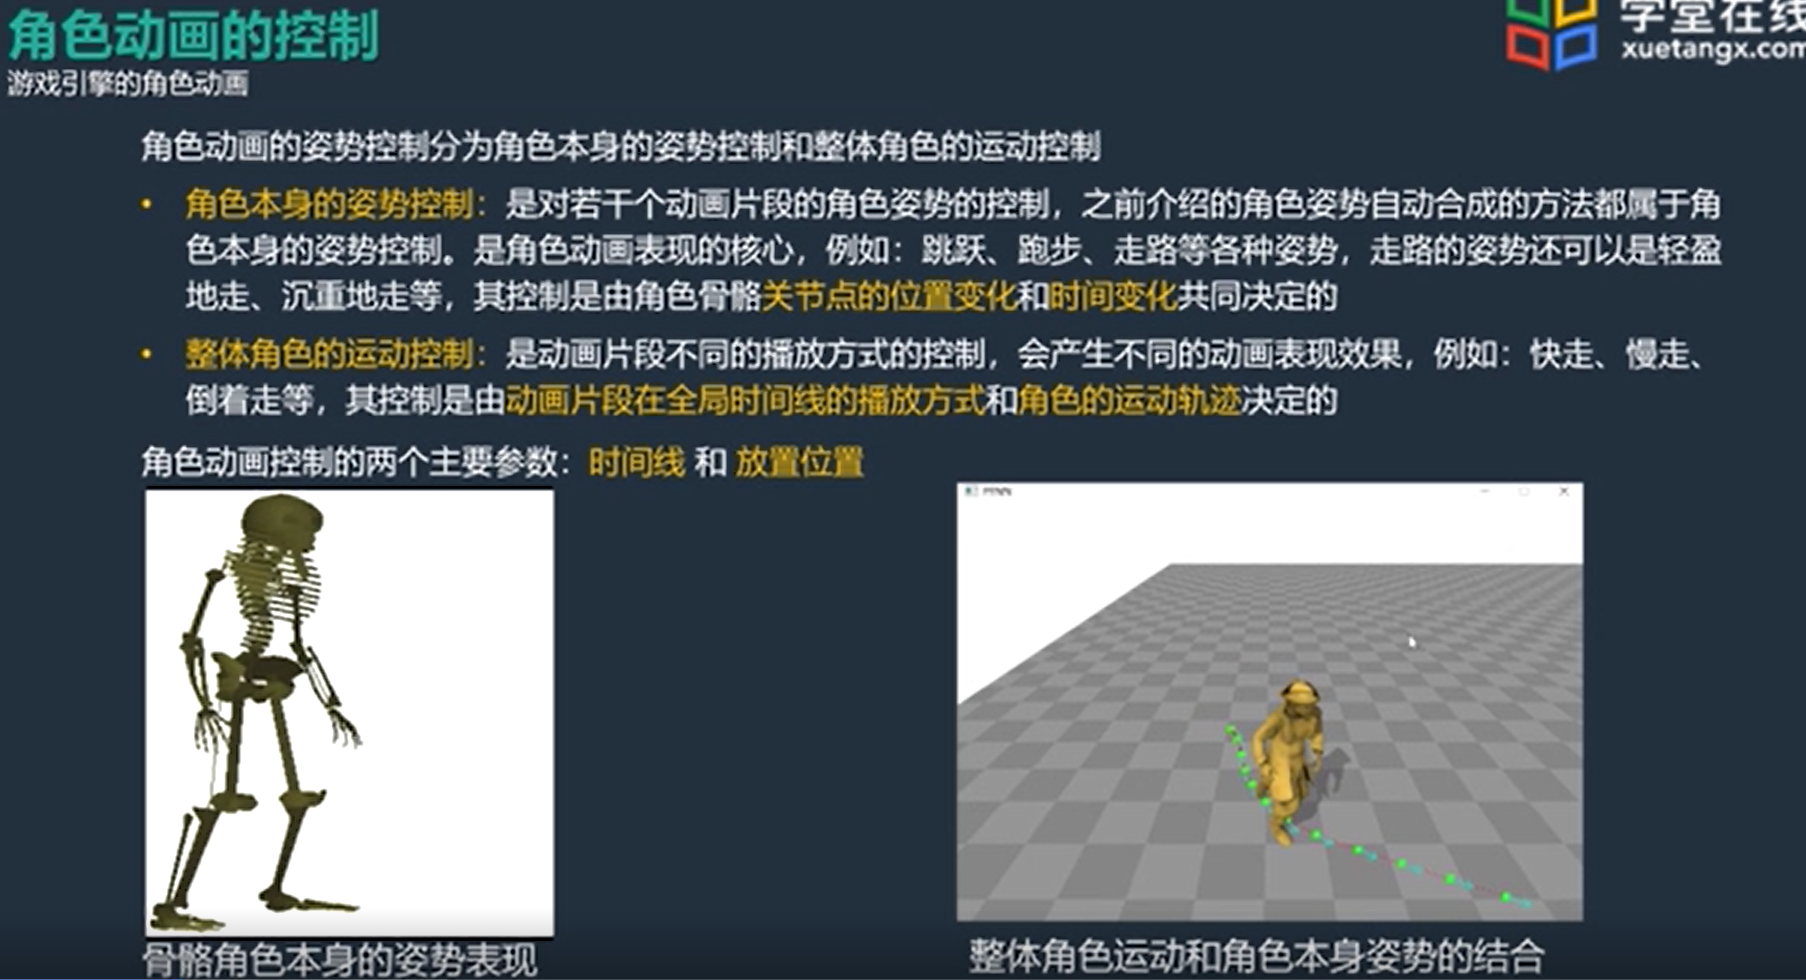 角色动画的控制
学堂在线
游戏引擎的角色动画
xuetangx.com
角色动画的姿势控制分为角色本身的姿势控制和整体角色的运动控制
• 角色本身的姿势控制：是对若干个动画片段的角色姿势的控制，之前介绍的角色姿势自动合成的方法都属于角
色本身的姿势控制。是角色动画表现的核心，例如：跳跃、跑步、走路等各种姿势，走路的姿势还可以是轻盈
地走、沉重地走等，其控制是由角色骨骼关节点的位置变化和时间变化共同决定的
• 整体角色的运动控制：是动画片段不同的播放方式的控制，会产生不同的动画表现效果，例如：快走、慢走、
倒着走等，其控制是由动画片段在全局时间线的播放方式和角色的运动轨迹决定的
角色动画控制的两个主要参数：时间线 和 放置位置
骨骼角色本身的姿势表现
整体角色运动和角色本身姿势的结合